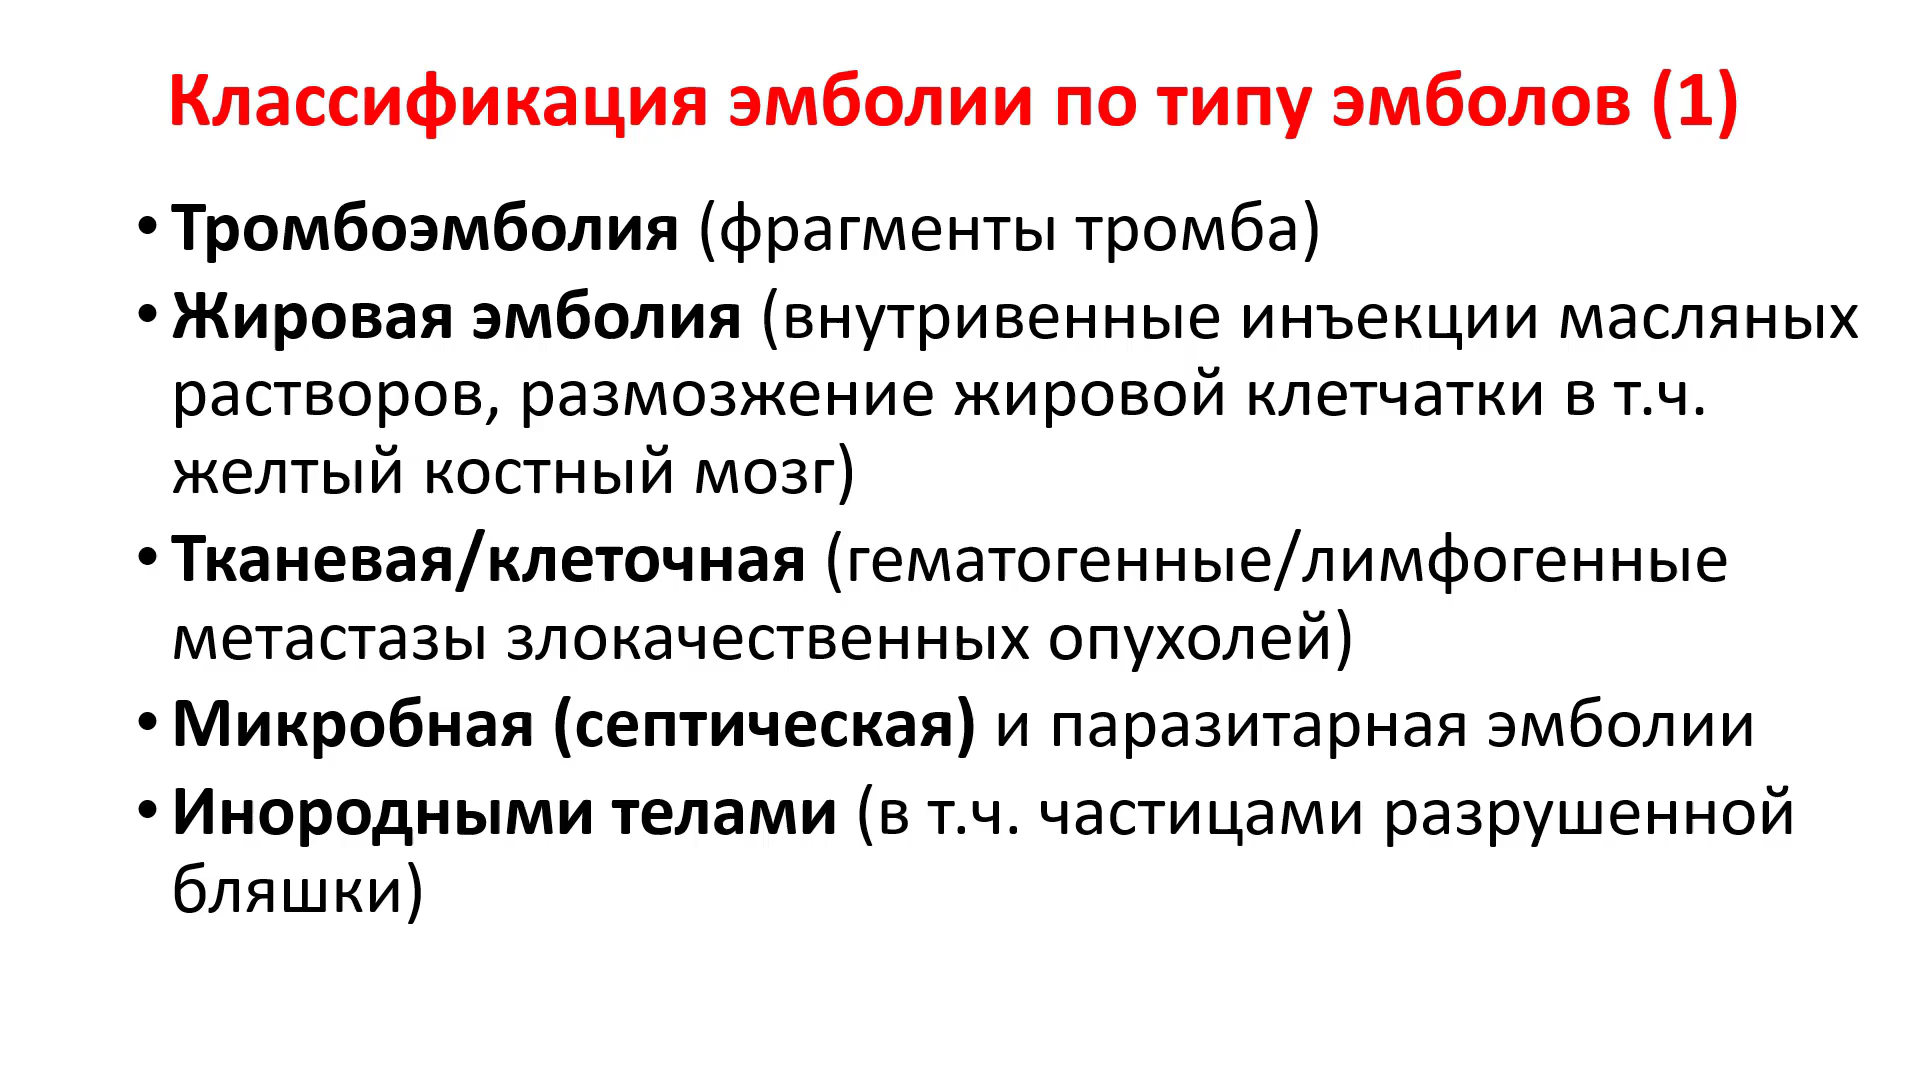 Классификация эмболии по типу эмболов (1)
• Тромбоэмболия (фрагменты тромба)
• Жировая эмболия (внутривенные инъекции масляных
растворов, размозжение жировой клетчатки в т.ч.
желтый костный мозг)
• Тканевая/клеточная (гематогенные/лимфогенные
метастазы злокачественных опухолей)
• Микробная (септическая) и паразитарная эмболии
• Инородными телами (в т.ч. частицами разрушенной
бляшки)